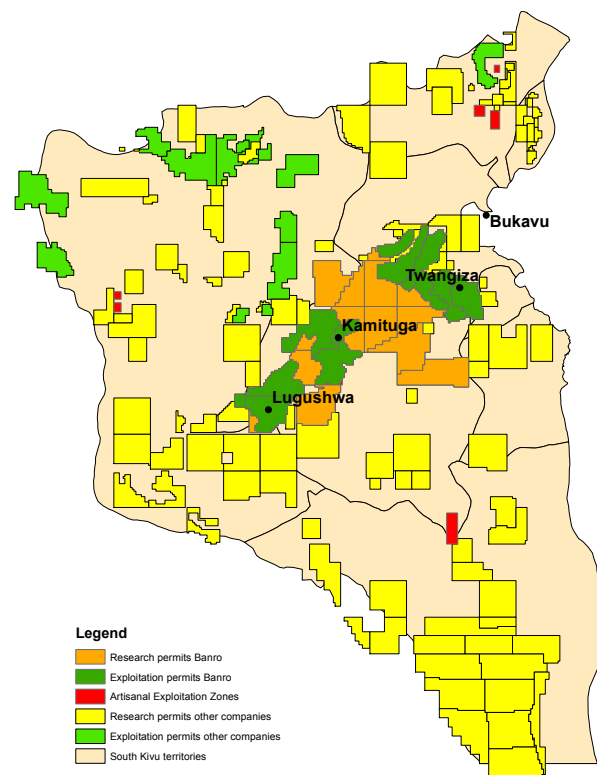 Bukavu
Twangiza
Kamituga
Lugushwa
Legend
Research permits Banro
Exploitation permits Banro
Artisanal Exploitation Zones
Research permits other companies
Exploitation permits other companies
South Kivu territories